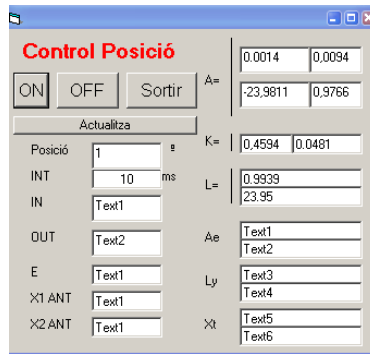 Control Posició
ON OFF Sortir
Actualitza
Posició 1 º
INT 10 ms
IN Text1
OUT Text2
E Text1
X1 ANT Text1
X2 ANT Text1
A= 0.0014 0,0094
-23,9811 0,9766
K= 0,4594 0.0481
L= 0.9939
23.95
Ae Text1
Text2
Ly Text3
Text4
Xt Text5
Text6